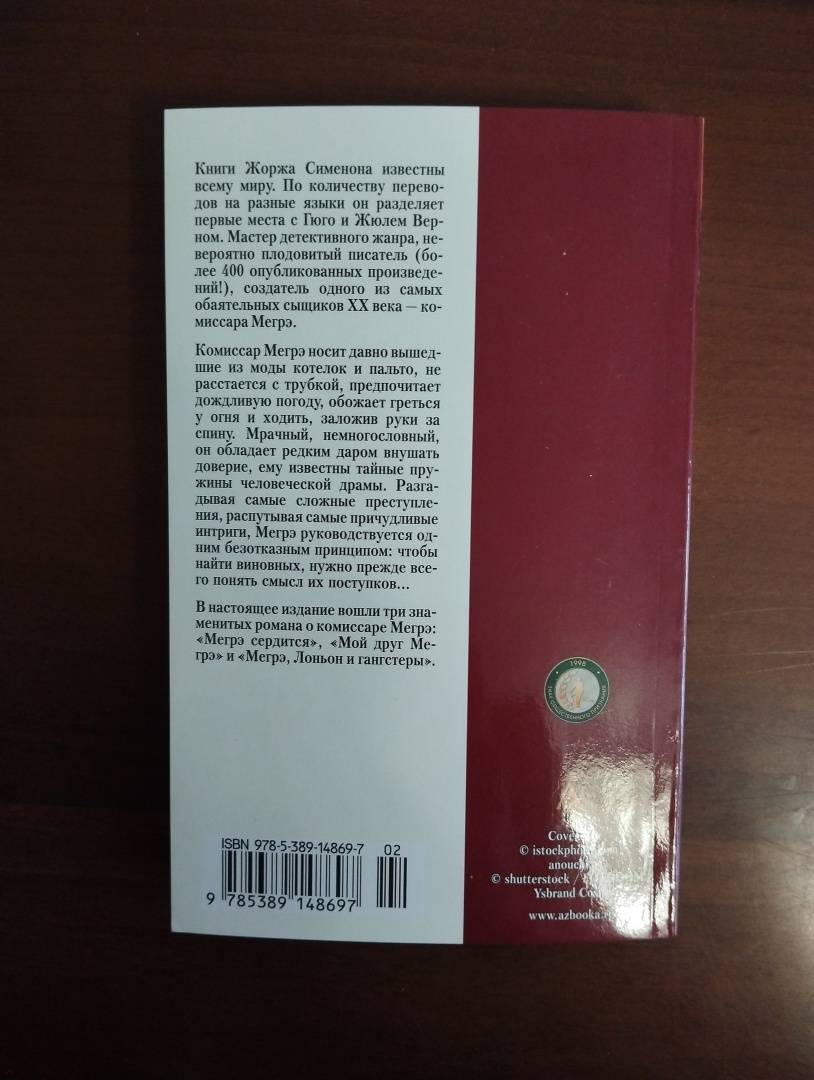 Книги Жоржа Сименона известны
всему миру. По количеству перево-
дов на разные языки он разделяет
первые места с Гюго и Жюлем Вер-
ном. Мастер детективного жанра, не-
вероятно плодовитый писатель (бо-
лее 400 опубликованных произведе-
ний!), создатель одного из самых
обаятельных сыщиков XX века — ко-
миссара Мегрэ.
Комиссар Мегрэ носит давно вышед-
шие из моды котелок и пальто, не
расстается с трубкой, предпочитает
дождливую погоду, обожает греться
у огня и ходить, заложив руки за
спину. Мрачный, немногословный,
он обладает редким даром внушать
доверие, ему известны тайные пру-
жины человеческой драмы. Разга-
дывая самые сложные преступле-
ния, распутывая самые причудливые
интриги, Мегрэ руководствуется од-
ним безотказным принципом: чтобы
найти виновных, нужно прежде все-
го понять смысл их поступков...
В настоящее издание вошли три зна-
менитых романа о комиссаре Мегрэ:
«Мегрэ сердится», «Мой друг Ме-
грэ» и «Мегрэ, Лоньон и гангстеры».
1998
ЗНАК ОБЩЕСТВЕННОГО ПРИЗНАНИЯ
ISBN 978-5-389-14869-7 02
9 785389 148697
©
© shutterstock /
Ysbrand